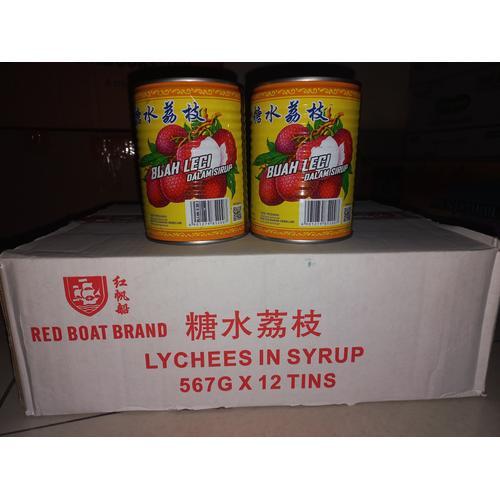 糖水荔枝
BUAH LECI
DALAM SIRUP
糖水荔枝
BUAH LECI
DALAM SIRUP
红帆船
RED BOAT BRAND
糖水荔枝
LYCHEES IN SYRUP
567G X 12 TINS